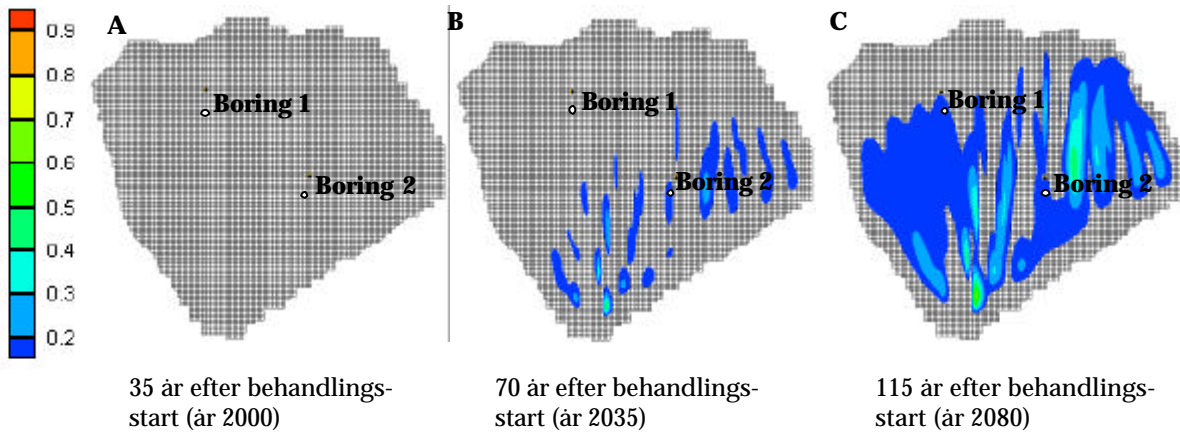 0.9
0.8
0.7
0.6
0.5
0.4
0.3
0.2
A
Boring 1
Boring 2
35 år efter behandlings-
start (år 2000)
B
Boring 1
Boring 2
70 år efter behandlings-
start (år 2035)
C
Boring 1
Boring 2
115 år efter behandlings-
start (år 2080)